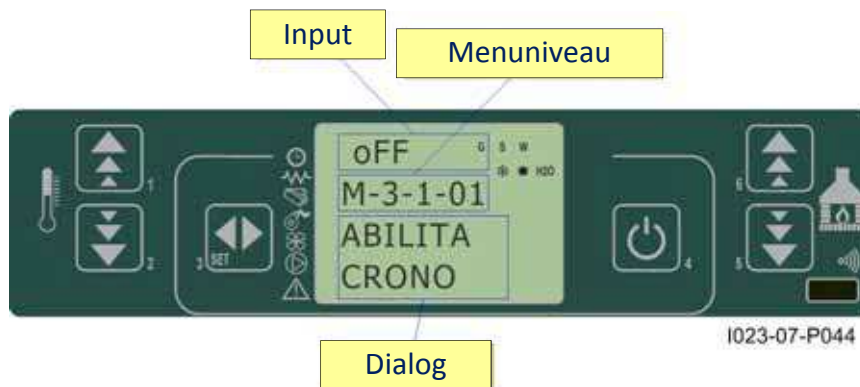 Input
Menuniveau
oFF G S W
H2O
M-3-1-01
ABILITA
CRONO
1
2
3 SET
4
6
5
I023-07-P044
Dialog